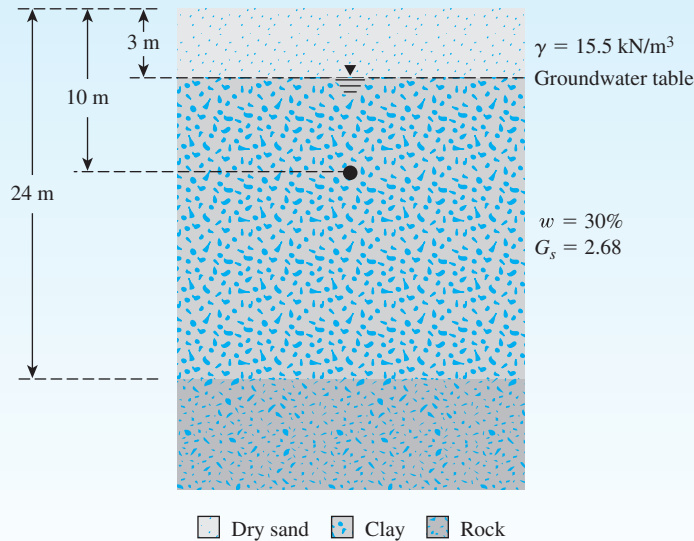 3 m
γ = 15.5 kN/m³
Groundwater table
10 m
24 m
w = 30%
Gₛ = 2.68
Dry sand
Clay
Rock